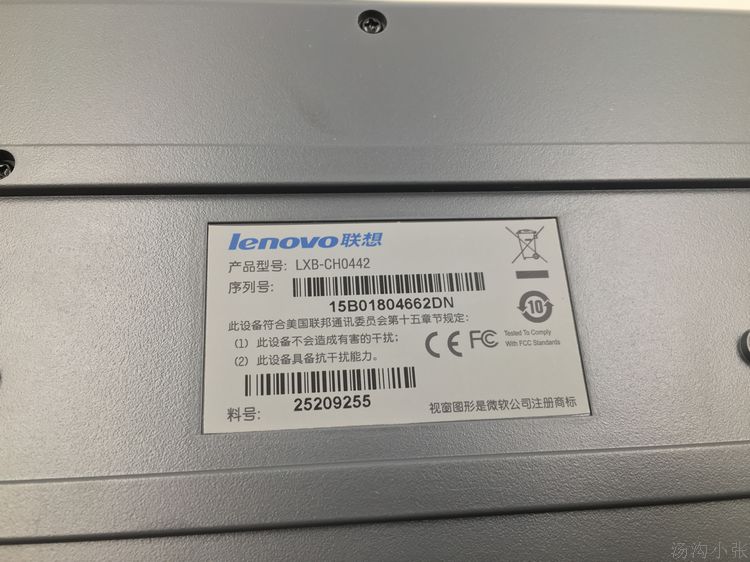 lenovo联想
产品型号: LXB-CH0442
序列号:
15B01804662DN
此设备符合美国联邦通讯委员会第十五章节规定:
(1) 此设备不会造成有害的干扰;
(2) 此设备具备抗干扰能力。
10
CE FC
Tested To Comply
With FCC Standards
料号: 25209255
视窗图形是微软公司注册商标
汤沟小张